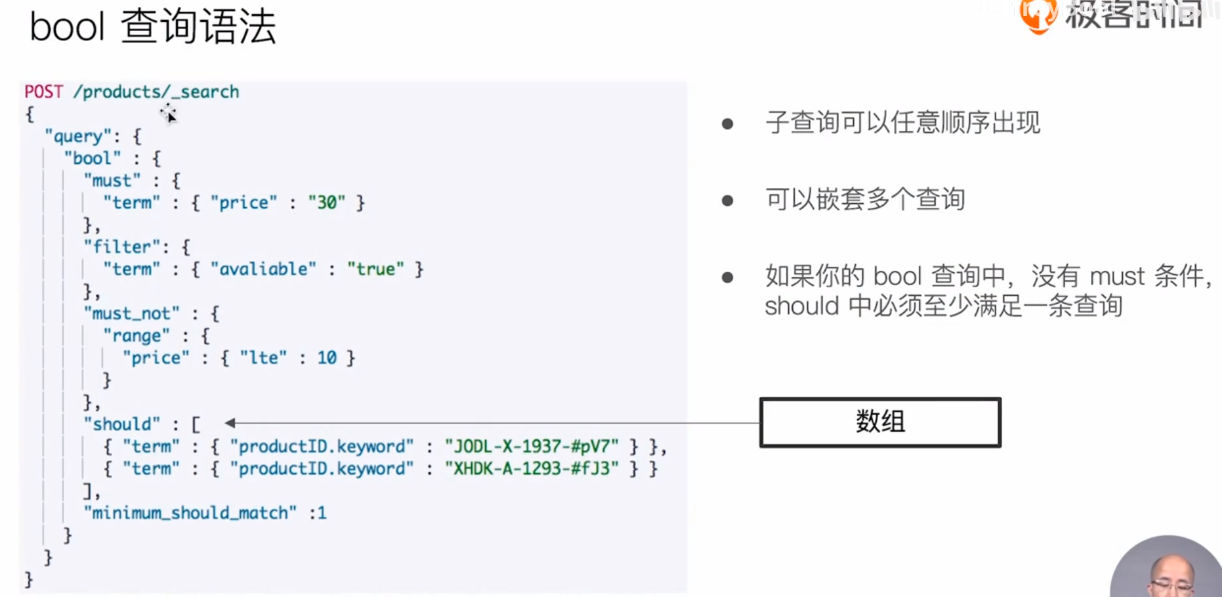 bool 查询语法
极客时间
POST /products/_search
{
"query": {
"bool" : {
"must" : {
"term" : { "price" : "30" }
},
"filter": {
"term" : { "avaliable" : "true" }
},
"must_not" : {
"range" : {
"price" : { "lte" : 10 }
}
},
"should" : [
{ "term" : { "productID.keyword" : "JODL-X-1937-#pV7" } },
{ "term" : { "productID.keyword" : "XHDK-A-1293-#fJ3" } }
],
"minimum_should_match" :1
}
}
}
● 子查询可以任意顺序出现
● 可以嵌套多个查询
● 如果你的 bool 查询中，没有 must 条件，
should 中必须至少满足一条查询
数组